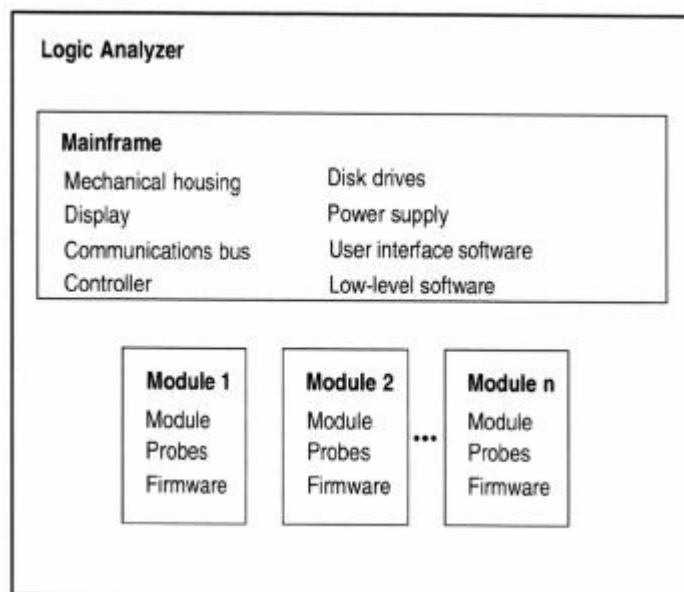 Logic Analyzer
Mainframe
Mechanical housing
Display
Communications bus
Controller
Disk drives
Power supply
User interface software
Low-level software
Module 1
Module
Probes
Firmware
Module 2
Module
Probes
Firmware
•••
Module n
Module
Probes
Firmware